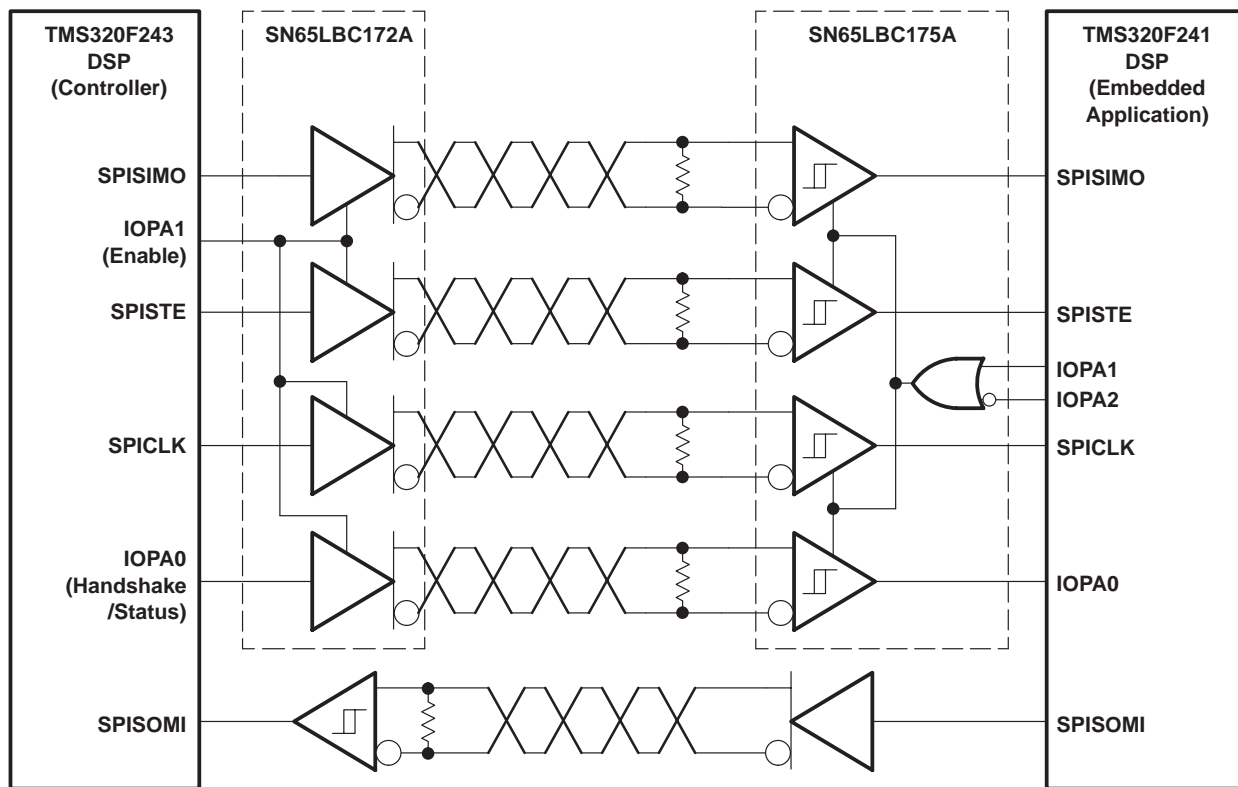 TMS320F243
DSP
(Controller)
SN65LBC172A
SN65LBC175A
TMS320F241
DSP
(Embedded
Application)
SPISIMO
SPISIMO
IOPA1
(Enable)
SPISTE
SPISTE
IOPA1
IOPA2
SPICLK
SPICLK
IOPA0
(Handshake
/Status)
IOPA0
SPISOMI
SPISOMI